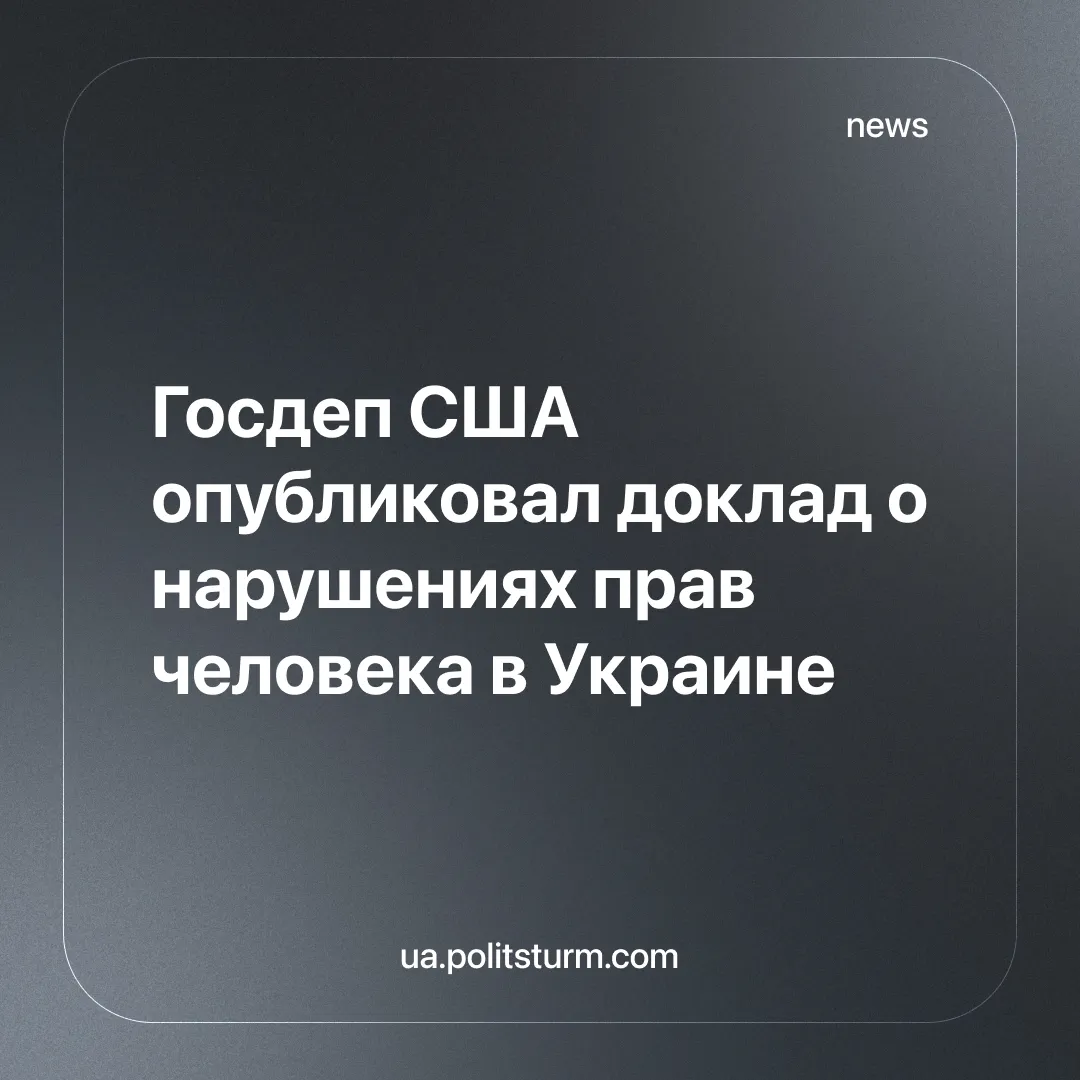 news
Госдеп США
опубликовал доклад о
нарушениях прав
человека в Украине
ua.politsturm.com